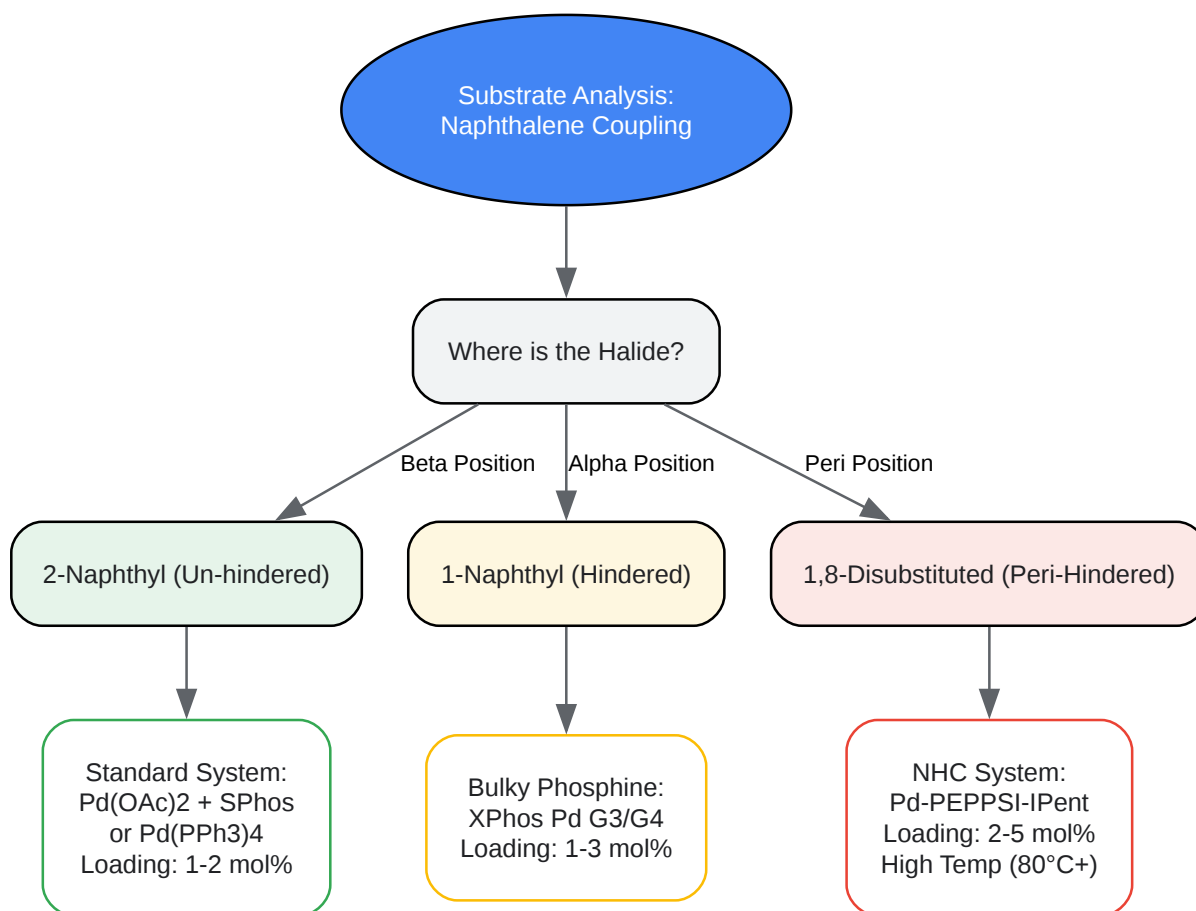 Substrate Analysis:
Naphthalene Coupling
Where is the Halide?
Beta Position
Alpha Position
Peri Position
2-Naphthyl (Un-hindered)
1-Naphthyl (Hindered)
1,8-Disubstituted (Peri-Hindered)
Standard System:
Pd(OAc)2 + SPhos
or Pd(PPh3)4
Loading: 1-2 mol%
Bulky Phosphine:
XPhos Pd G3/G4
Loading: 1-3 mol%
NHC System:
Pd-PEPPSI-IPent
Loading: 2-5 mol%
High Temp (80°C+)